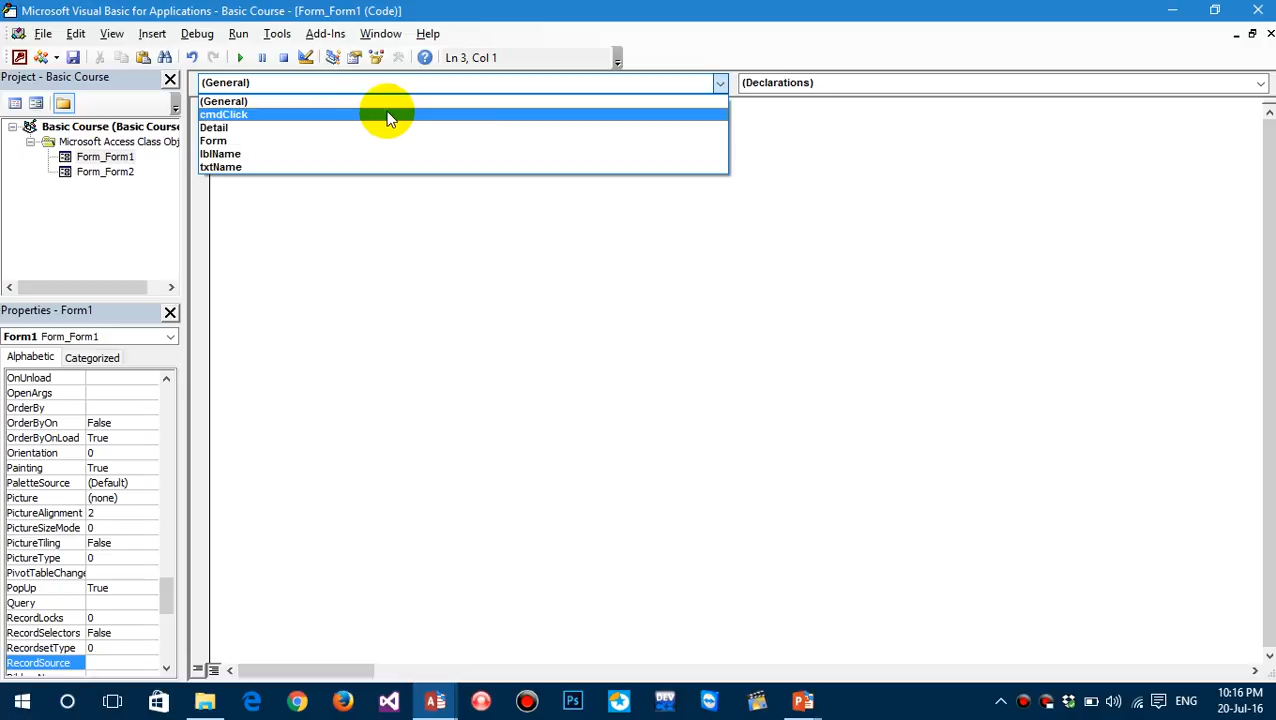 Microsoft Visual Basic for Applications - Basic Course - [Form_Form1 (Code)]
File Edit View Insert Debug Run Tools Add-Ins Window Help
Ln 3, Col 1
Project - Basic Course
(General)
(Declarations)
(General)
cmdClick
Detail
Form
lblName
txtName
Basic Course (Basic Cours
Microsoft Access Class Obj
Form_Form1
Form_Form2
Properties - Form1
Form1 Form_Form1
Alphabetic Categorized
OnUnload
OpenArgs
OrderBy
OrderByOn False
OrderByOnLoad True
Orientation 0
Painting True
PaletteSource (Default)
Picture (none)
PictureAlignment 2
PictureSizeMode 0
PictureTiling False
PictureType 0
PivotTableChange
PopUp True
Query
RecordLocks 0
RecordSelectors False
RecordsetType 0
RecordSource
Ps
DEV
ENG
10:16 PM
20-Jul-16